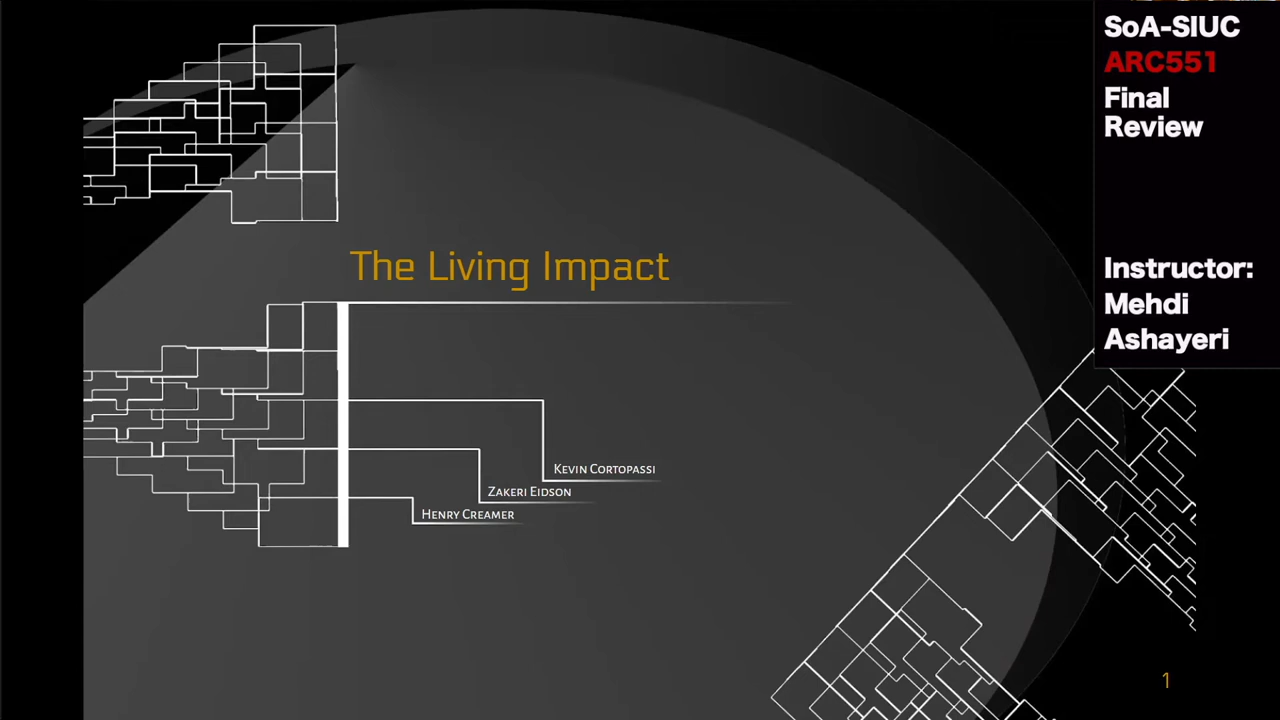 SoA-SIUC
ARC551
Final
Review
Instructor:
Mehdi
Ashayeri
The Living Impact
Kevin Cortopassi
Zakeri Eidson
Henry Creamer
1